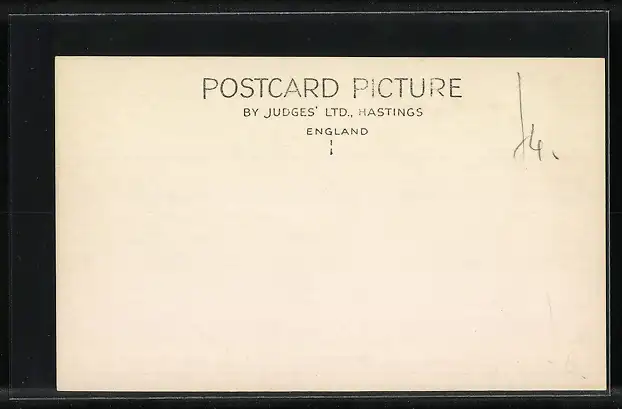 POSTCARD PICTURE
BY JUDGES' LTD., HASTINGS
ENGLAND